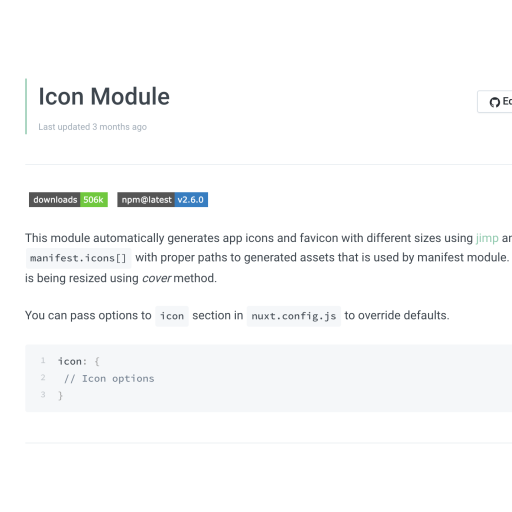 Icon Module
Last updated 3 months ago
downloads 506k npm@latest v2.6.0
This module automatically generates app icons and favicon with different sizes using jimp
manifest.icons[] with proper paths to generated assets that is used by manifest module.
is being resized using cover method.
You can pass options to icon section in nuxt.config.js to override defaults.
1 icon: {
2 // Icon options
3 }